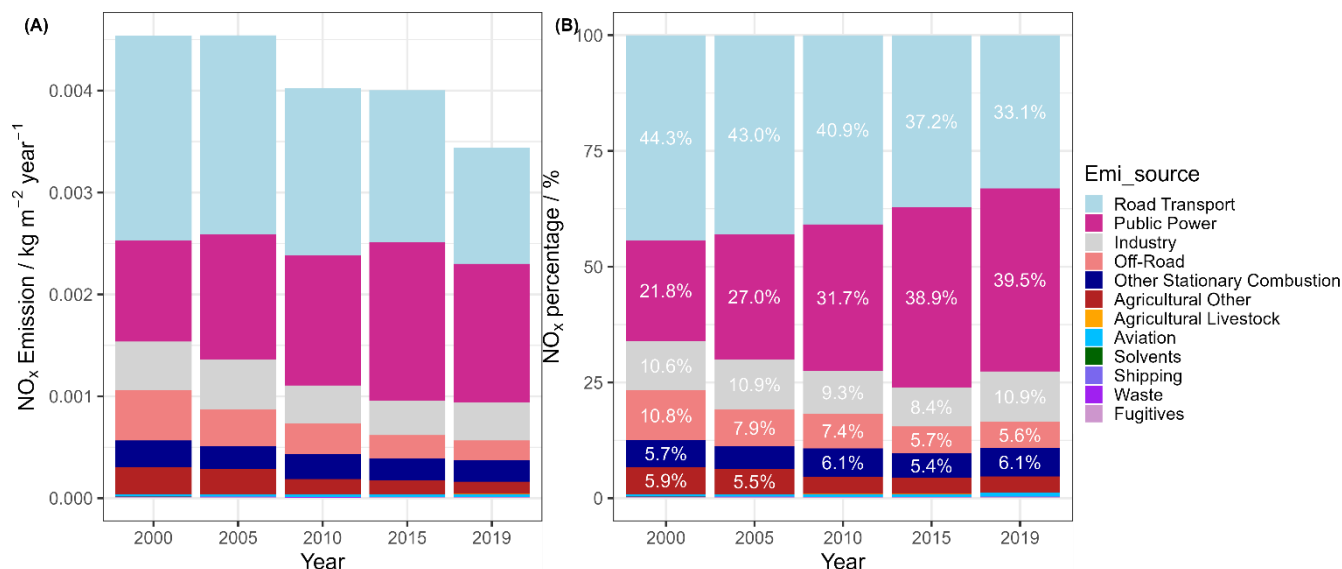 (A)
NOₓ Emission / kg m⁻² year⁻¹
0.004
0.003
0.002
0.001
0.000
2000 2005 2010 2015 2019
Year
(B)
NOₓ percentage / %
100
75
50
25
0
44.3% 43.0% 40.9% 37.2% 33.1%
21.8% 27.0% 31.7% 38.9% 39.5%
10.6% 10.9% 9.3% 8.4% 10.9%
10.8% 7.9% 7.4% 5.7% 5.6%
5.7% 6.1% 5.4% 6.1%
5.9% 5.5%
2000 2005 2010 2015 2019
Year
Emi_source
Road Transport
Public Power
Industry
Off-Road
Other Stationary Combustion
Agricultural Other
Agricultural Livestock
Aviation
Solvents
Shipping
Waste
Fugitives